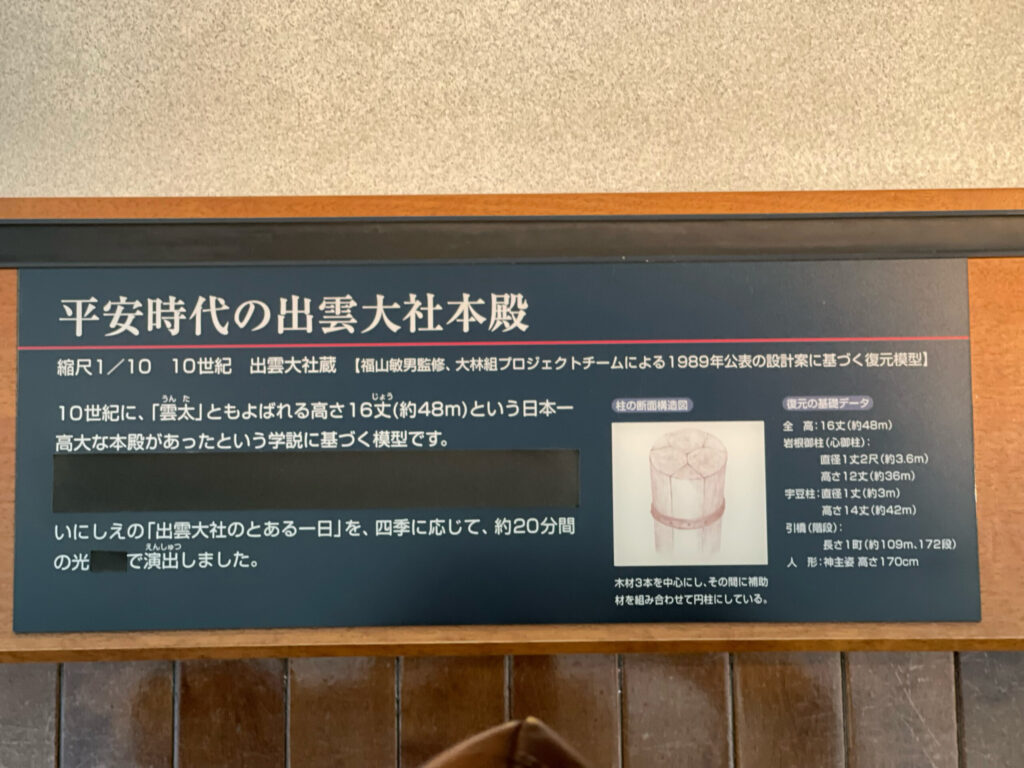 平安時代の出雲大社本殿
縮尺1/10 10世紀 出雲大社蔵 【福山敏男監修、大林組プロジェクトチームによる1989年公表の設計案に基づく復元模型】
うん た
じょう
10世紀に、「雲太」ともよばれる高さ16丈(約48m)という日本一
高大な本殿があったという学説に基づく模型です。
いにしえの「出雲大社のとある一日」を、四季に応じて、約20分間
えんしゅつ
の光 で演出しました。
柱の断面構造図
木材3本を中心にし、その間に補助
材を組み合わせて円柱にしている。
復元の基礎データ
全 高:16丈(約48m)
岩根御柱(心御柱):
直径1丈2尺(約3.6m)
高さ12丈(約36m)
宇豆柱:直径1丈(約3m)
高さ14丈(約42m)
引橋(階段):
長さ1町(約109m、172段)
人 形:神主姿 高さ170cm